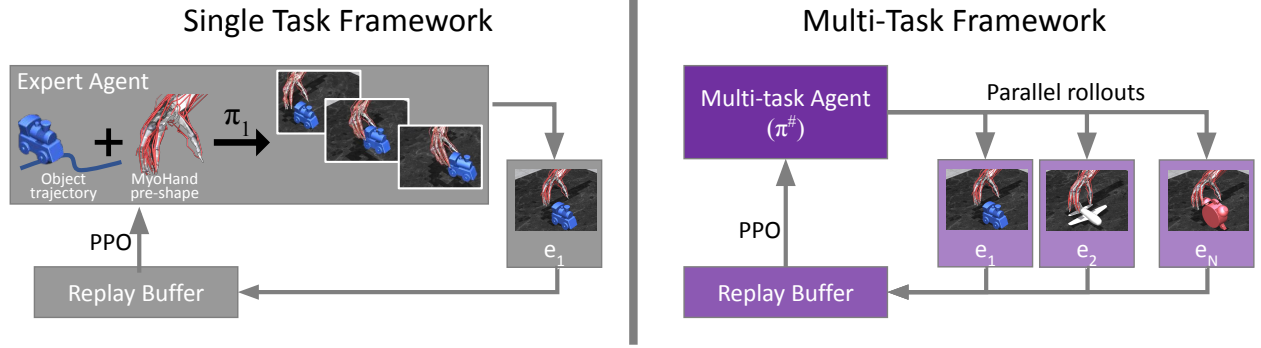 Single Task Framework
Expert Agent
π₁
Object
trajectory
MyoHand
pre-shape
PPO
e₁
Replay Buffer
Multi-Task Framework
Multi-task Agent
(π#)
Parallel rollouts
PPO
e₁
e₂
e_N
Replay Buffer